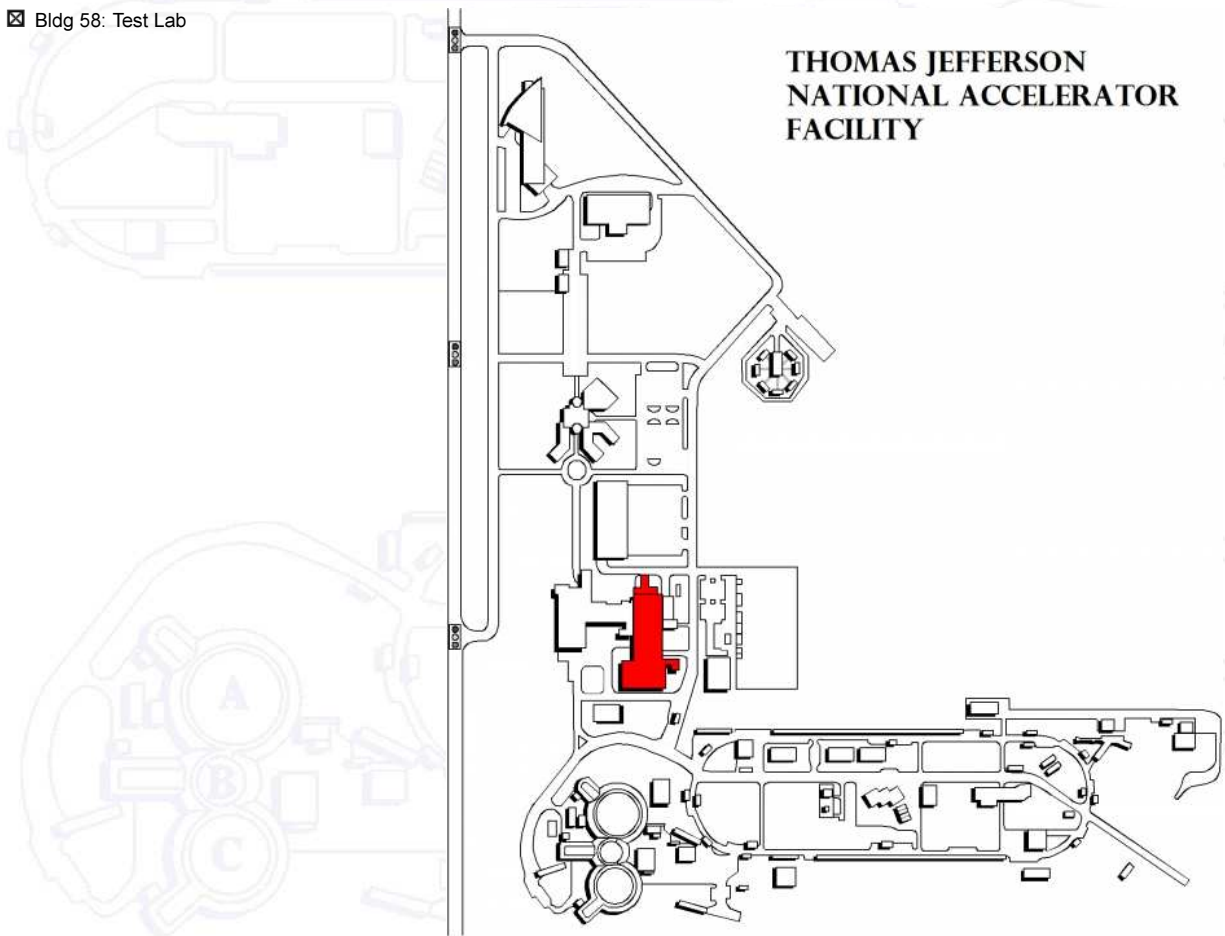 Bldg 58: Test Lab
THOMAS JEFFERSON
NATIONAL ACCELERATOR
FACILITY
A
B
C